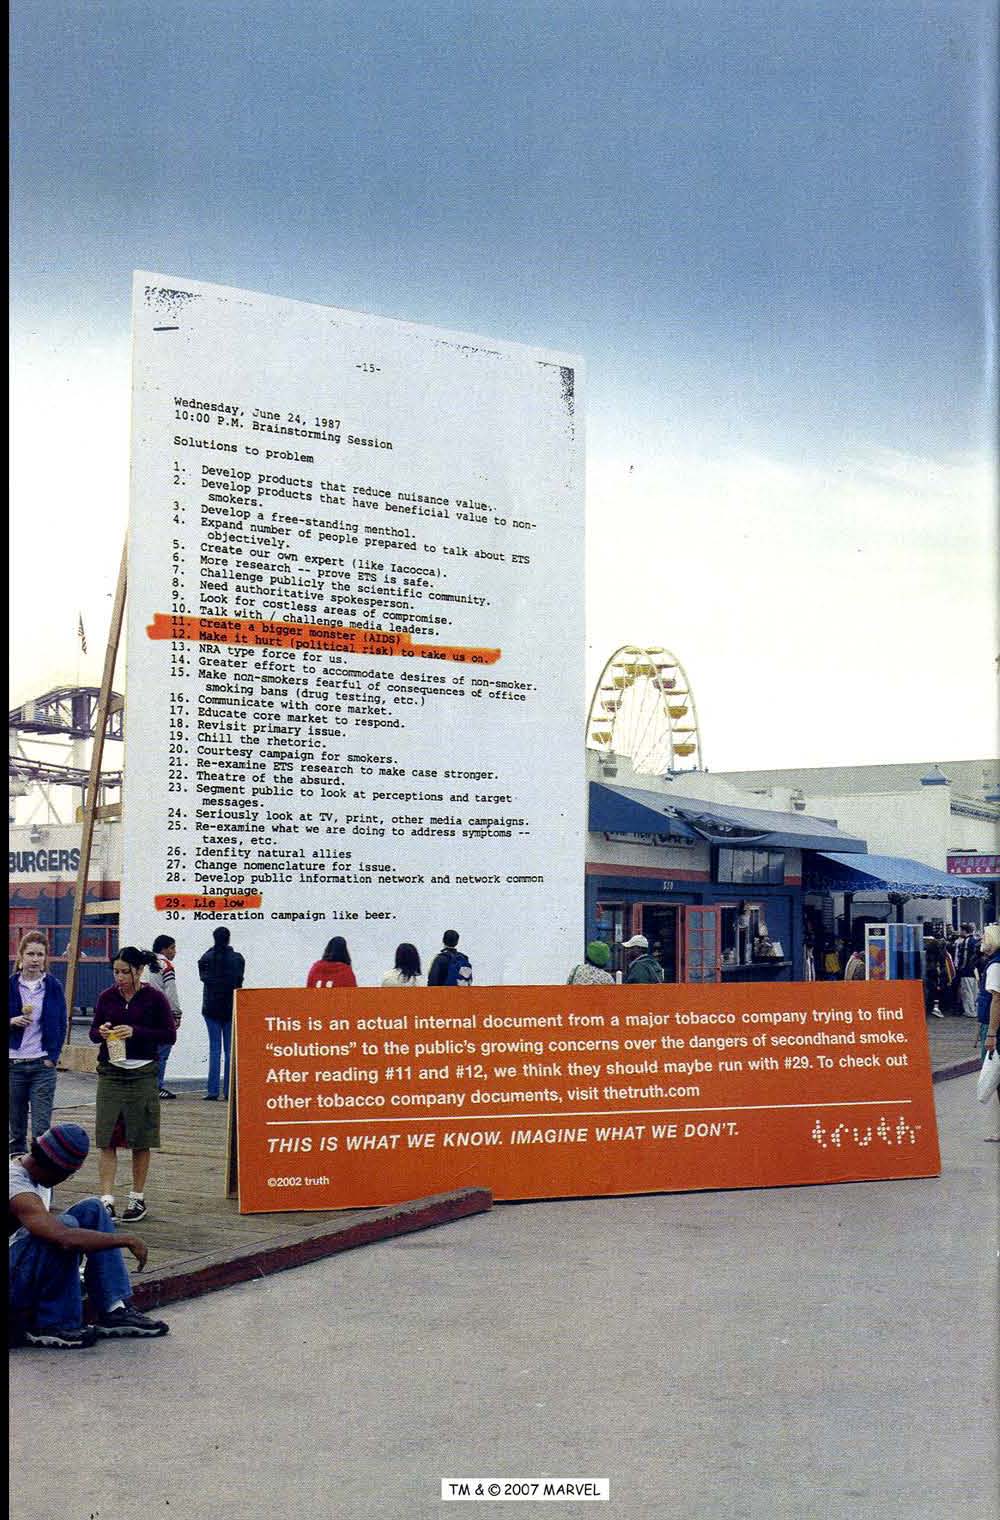 -15-
Wednesday, June 24, 1987
10:00 P.M. Brainstorming Session
Solutions to problem
1. Develop products that reduce nuisance value.
2. Develop products that have beneficial value to non-
smokers.
3. Develop a free-standing menthol.
4. Expand number of people prepared to talk about ETS
objectively.
5. Create our own expert (like Iacocca).
6. More research -- prove ETS is safe.
7. Challenge publicly the scientific community.
8. Need authoritative spokesperson.
9. Look for costless areas of compromise.
10. Talk with / challenge media leaders.
11. Create a bigger monster (AIDS)
12. Make it hurt (political risk) to take us on.
13. NRA type force for us.
14. Greater effort to accommodate desires of non-smoker.
15. Make non-smokers fearful of consequences of office
smoking bans (drug testing, etc.)
16. Communicate with core market.
17. Educate core market to respond.
18. Revisit primary issue.
19. Chill the rhetoric.
20. Courtesy campaign for smokers.
21. Re-examine ETS research to make case stronger.
22. Theatre of the absurd.
23. Segment public to look at perceptions and target
messages.
24. Seriously look at TV, print, other media campaigns.
25. Re-examine what we are doing to address symptoms --
taxes, etc.
26. Idenfity natural allies
27. Change nomenclature for issue.
28. Develop public information network and network common
language.
29. Lie low
30. Moderation campaign like beer.
BURGERS
PLAYLA
ARCA
This is an actual internal document from a major tobacco company trying to find
“solutions” to the public's growing concerns over the dangers of secondhand smoke.
After reading #11 and #12, we think they should maybe run with #29. To check out
other tobacco company documents, visit thetruth.com
THIS IS WHAT WE KNOW. IMAGINE WHAT WE DON'T.
truth™
©2002 truth
TM & © 2007 MARVEL